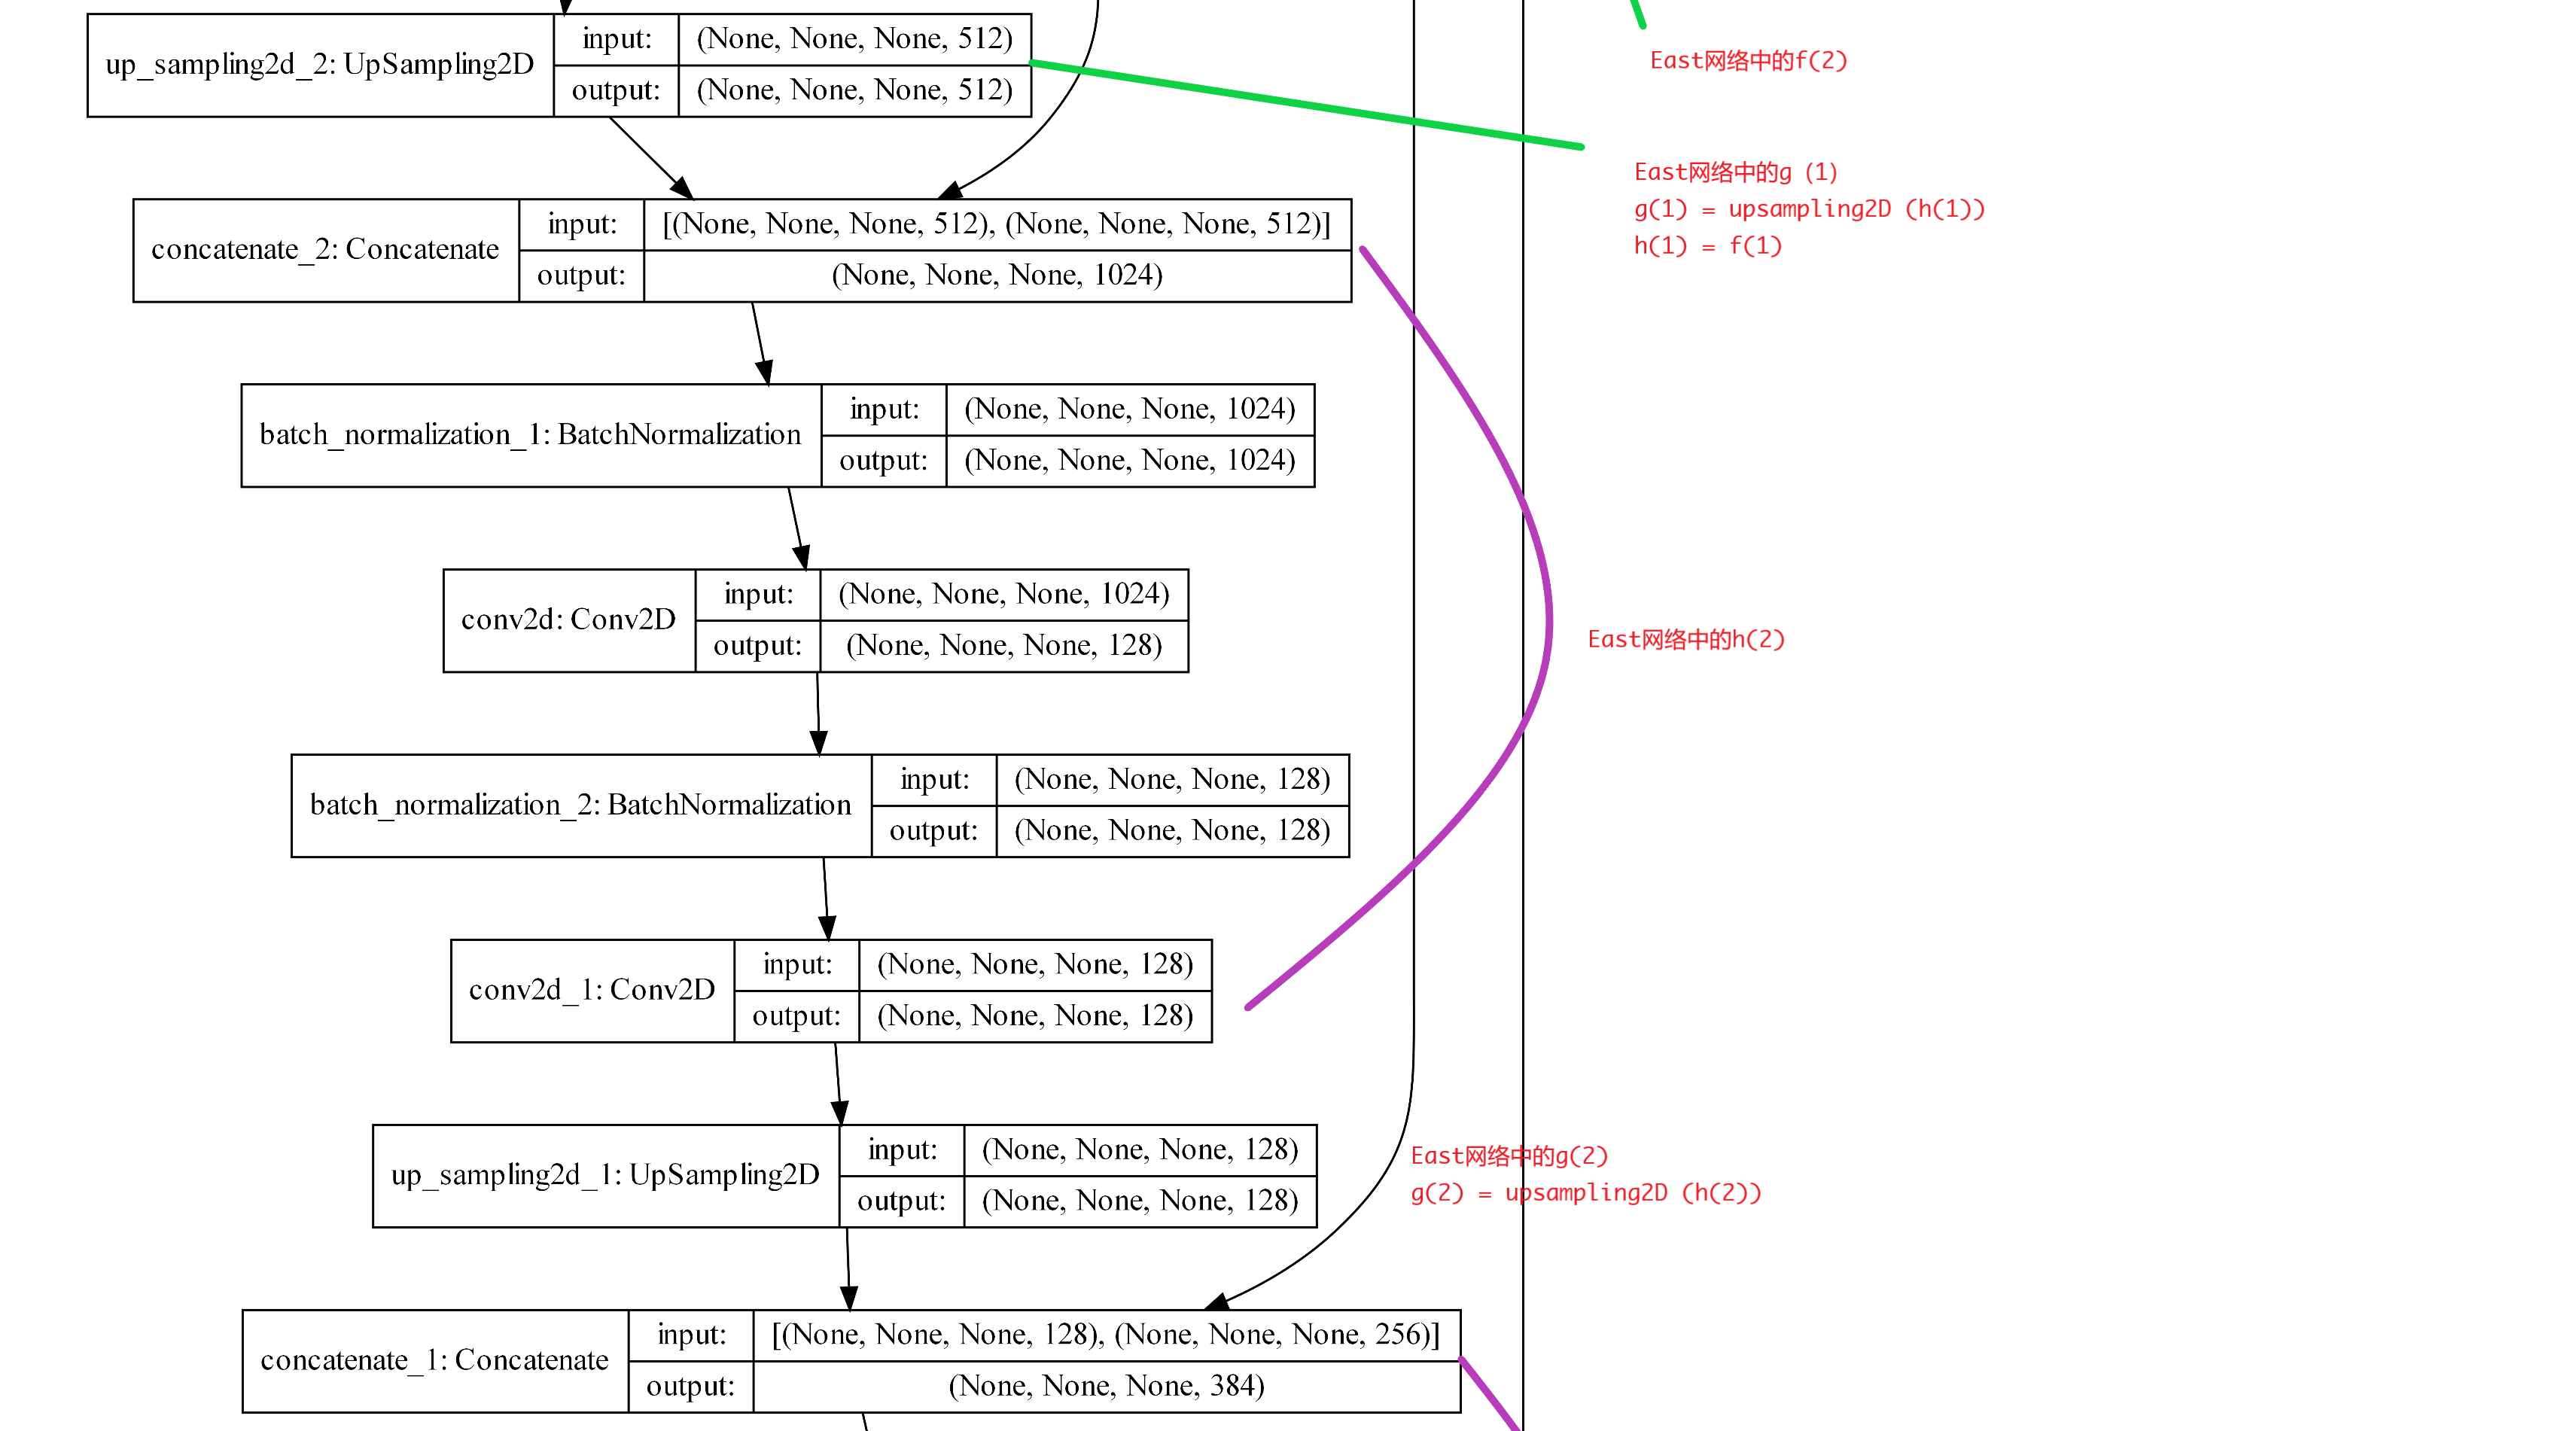 up_sampling2d_2: UpSampling2D
input:
(None, None, None, 512)
output:
(None, None, None, 512)
East网络中的f(2)
East网络中的g (1)
g(1) = upsampling2D (h(1))
h(1) = f(1)
concatenate_2: Concatenate
input:
[(None, None, None, 512), (None, None, None, 512)]
output:
(None, None, None, 1024)
batch_normalization_1: BatchNormalization
input:
(None, None, None, 1024)
output:
(None, None, None, 1024)
conv2d: Conv2D
input:
(None, None, None, 1024)
output:
(None, None, None, 128)
East网络中的h(2)
batch_normalization_2: BatchNormalization
input:
(None, None, None, 128)
output:
(None, None, None, 128)
conv2d_1: Conv2D
input:
(None, None, None, 128)
output:
(None, None, None, 128)
up_sampling2d_1: UpSampling2D
input:
(None, None, None, 128)
output:
(None, None, None, 128)
East网络中的g(2)
g(2) = upsampling2D (h(2))
concatenate_1: Concatenate
input:
[(None, None, None, 128), (None, None, None, 256)]
output:
(None, None, None, 384)